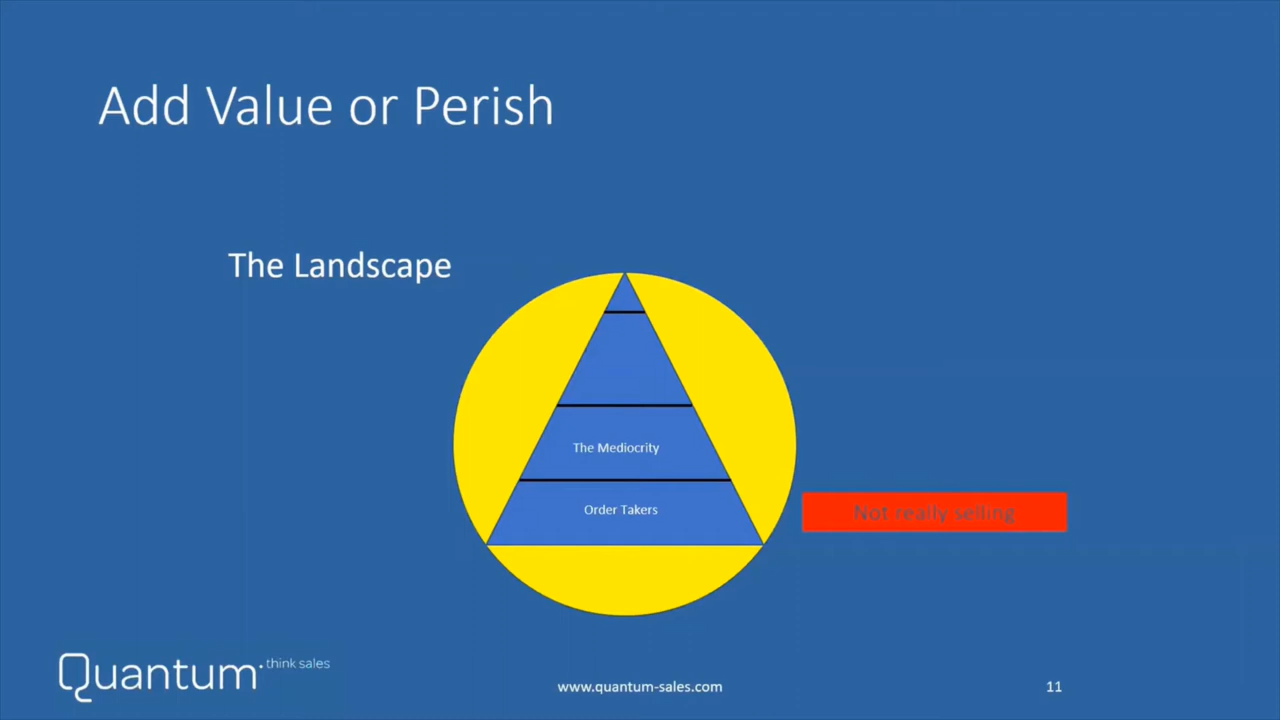 Add Value or Perish
The Landscape
The Mediocrity
Order Takers
Not really selling
Quantum think sales
www.quantum-sales.com
11